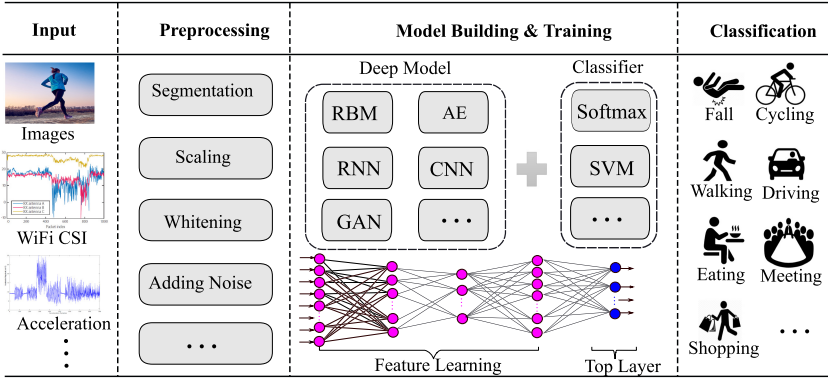 Input
Preprocessing
Model Building & Training
Classification
Images
WiFi CSI
Acceleration
Segmentation
Scaling
Whitening
Adding Noise
Deep Model
Classifier
RBM
AE
RNN
CNN
GAN
Softmax
SVM
Feature Learning
Top Layer
Fall
Cycling
Walking
Driving
Eating
Meeting
Shopping